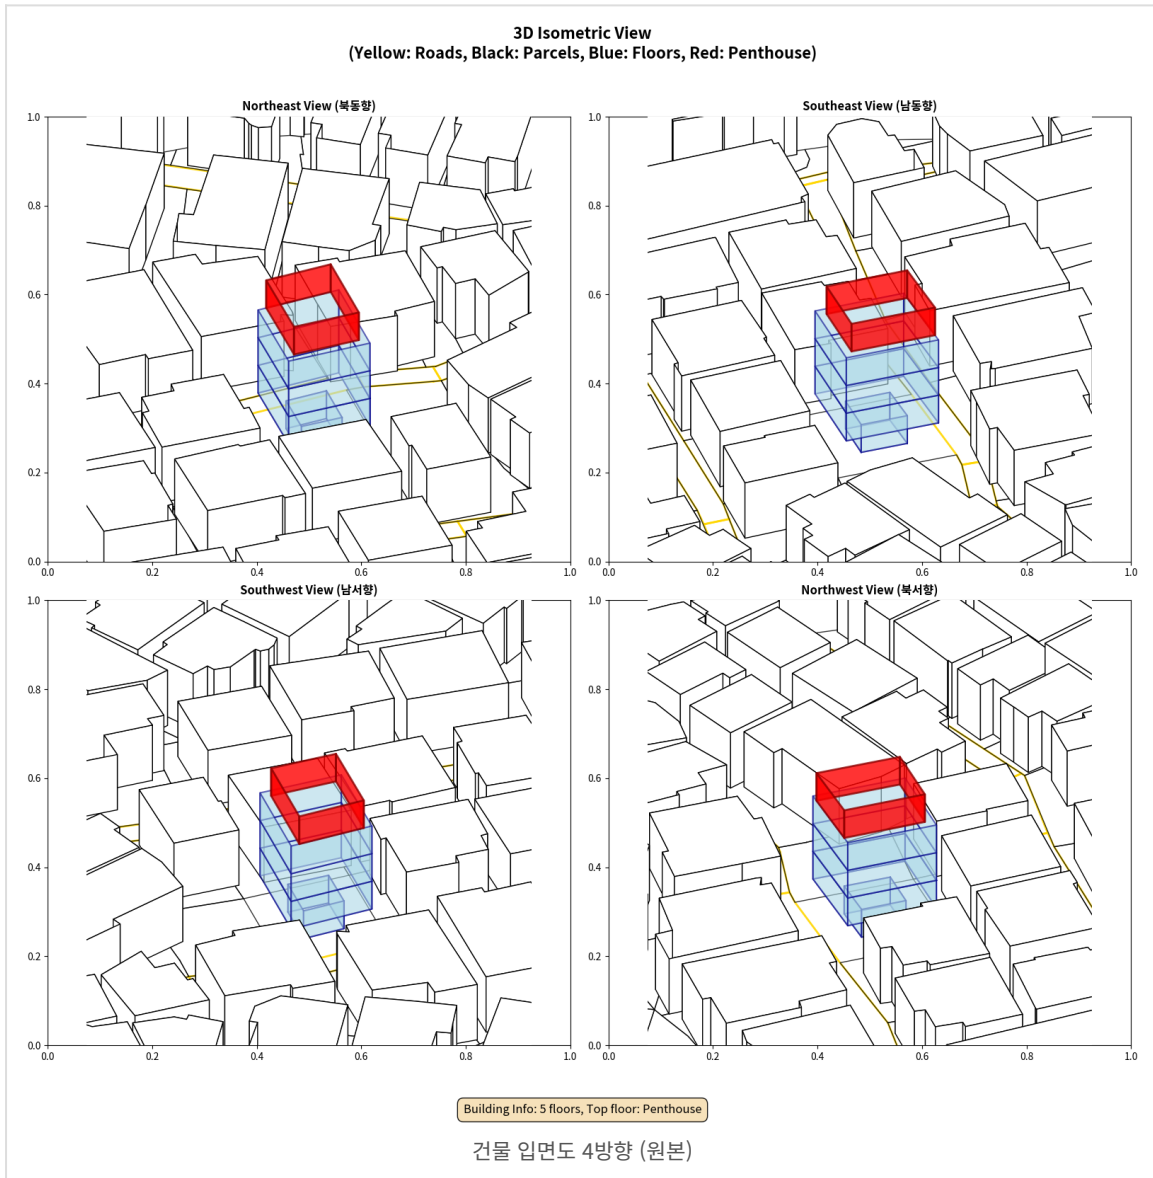 3D Isometric View
(Yellow: Roads, Black: Parcels, Blue: Floors, Red: Penthouse)
Northeast View (북동향)
1.0
0.8
0.6
0.4
0.2
0.0
0.0 0.2 0.4 0.6 0.8 1.0
Southeast View (남동향)
1.0
0.8
0.6
0.4
0.2
0.0
0.0 0.2 0.4 0.6 0.8 1.0
Southwest View (남서향)
1.0
0.8
0.6
0.4
0.2
0.0
0.0 0.2 0.4 0.6 0.8 1.0
Northwest View (북서향)
1.0
0.8
0.6
0.4
0.2
0.0
0.0 0.2 0.4 0.6 0.8 1.0
Building Info: 5 floors, Top floor: Penthouse
건물 입면도 4방향 (원본)